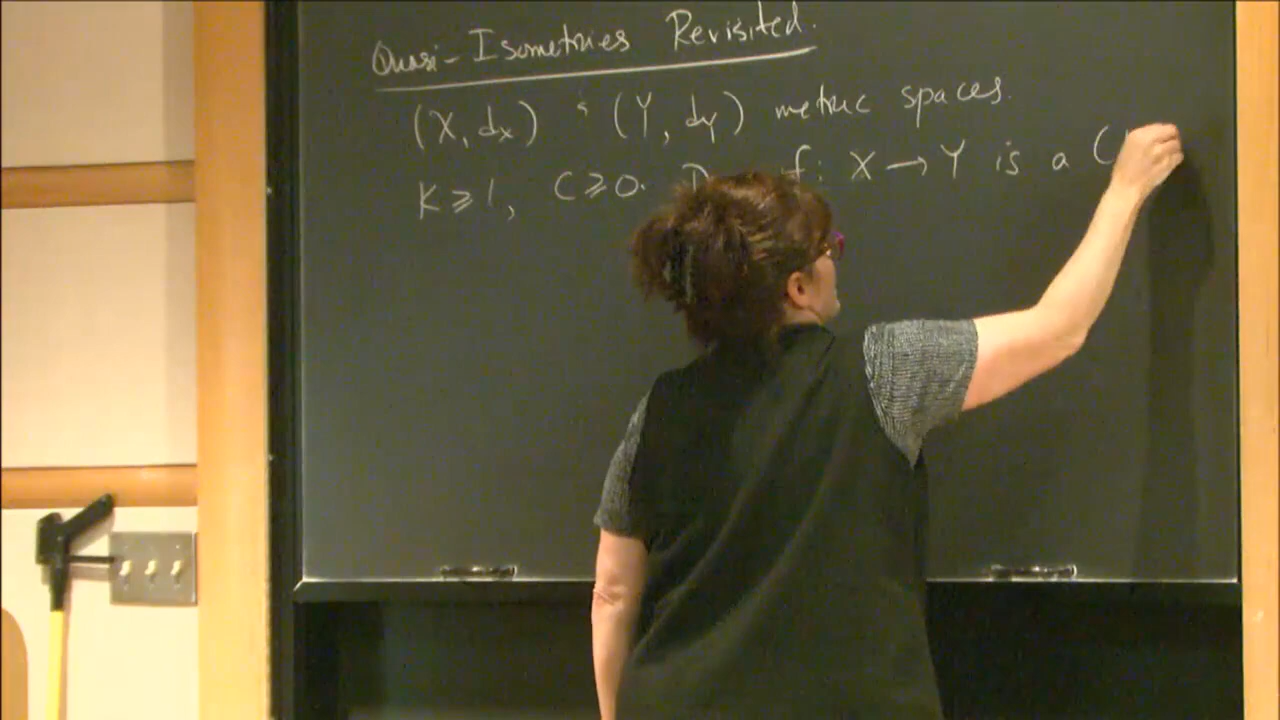 Quasi-Isometries Revisited.
(X, dx) & (Y, dy) metric spaces.
K ⩾ 1, C ⩾ 0. f: X → Y is a (